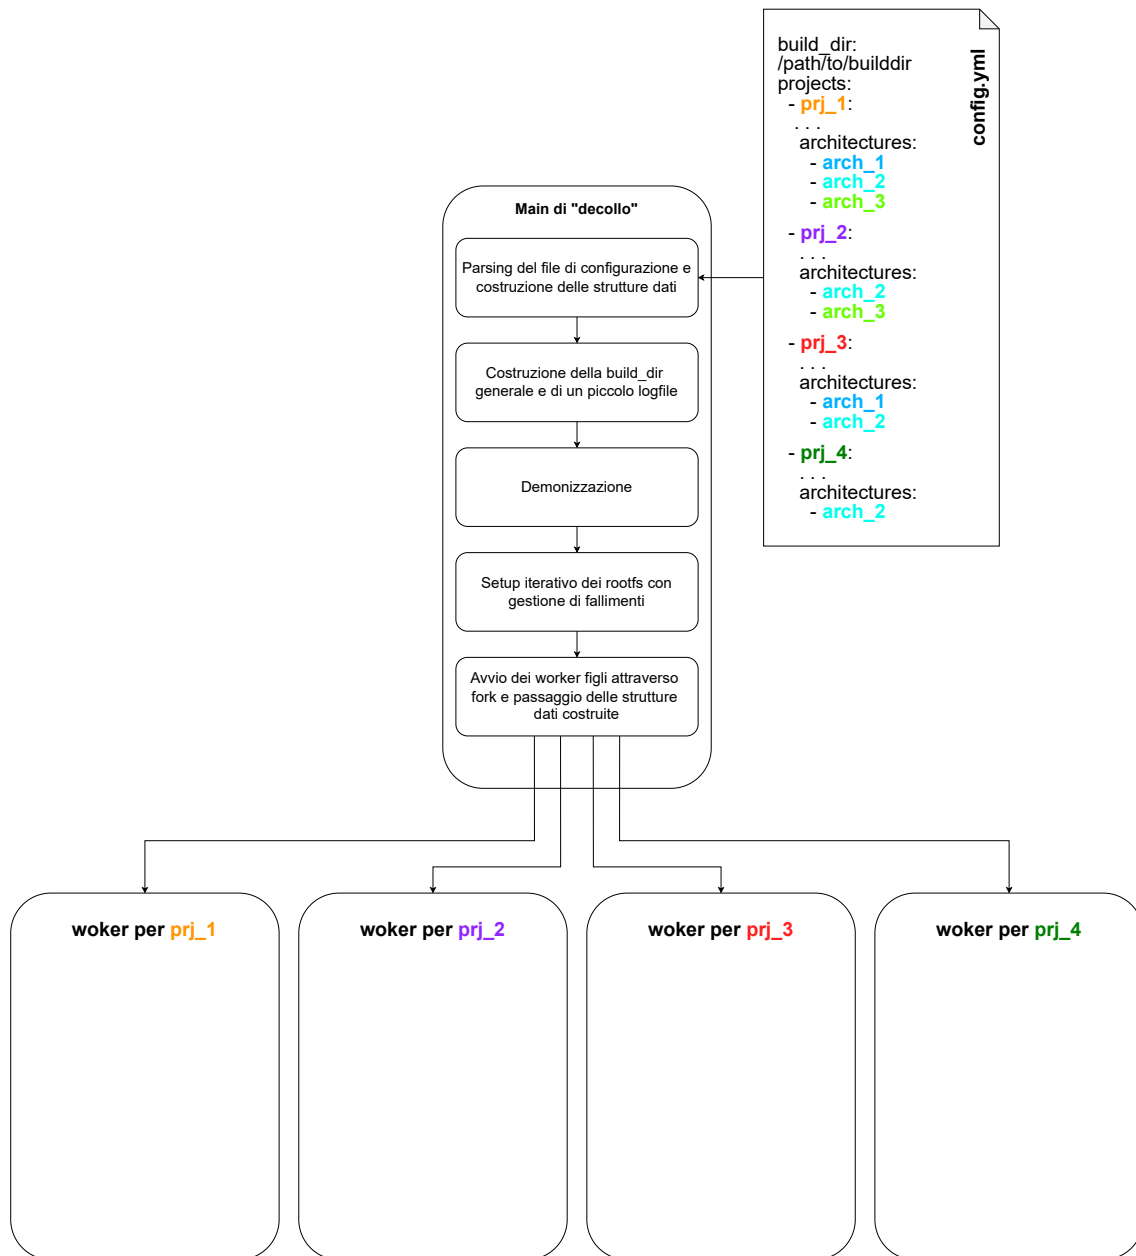 build_dir:
/path/to/builddir
projects:
- prj_1:
. . .
architectures:
- arch_1
- arch_2
- arch_3
- prj_2:
. . .
architectures:
- arch_2
- arch_3
- prj_3:
. . .
architectures:
- arch_1
- arch_2
- prj_4:
. . .
architectures:
- arch_2
config.yml
Main di "decollo"
Parsing del file di configurazione e
costruzione delle strutture dati
Costruzione della build_dir
generale e di un piccolo logfile
Demonizzazione
Setup iterativo dei rootfs con
gestione di fallimenti
Avvio dei worker figli attraverso
fork e passaggio delle strutture
dati costruite
woker per prj_1
woker per prj_2
woker per prj_3
woker per prj_4